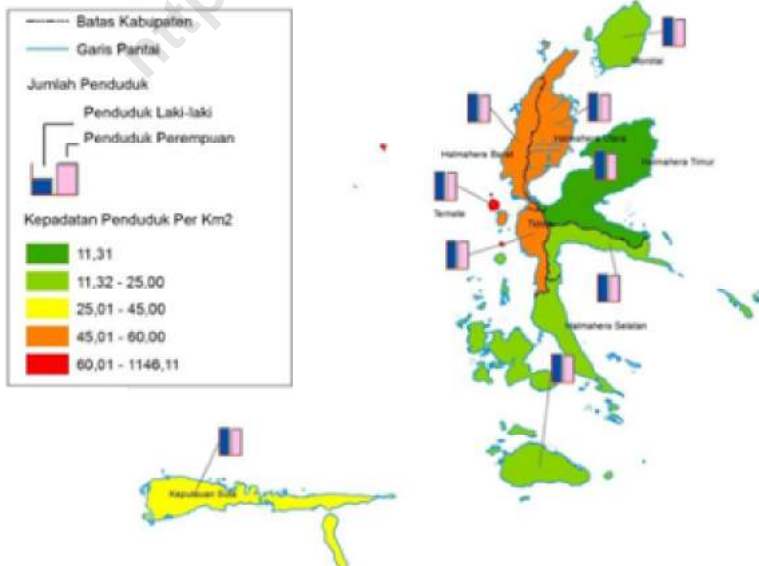 Batas Kabupaten
Garis Pantai
Jumlah Penduduk
Penduduk Laki-laki
Penduduk Perempuan
Kepadatan Penduduk Per Km2
11,31
11,32 - 25,00
25,01 - 45,00
45,01 - 60,00
60,01 - 1146,11
http
Morotai
Halmahera Utara
Halmahera Barat
Halmahera Timur
Ternate
Halmahera Selatan
Kepulauan Sula